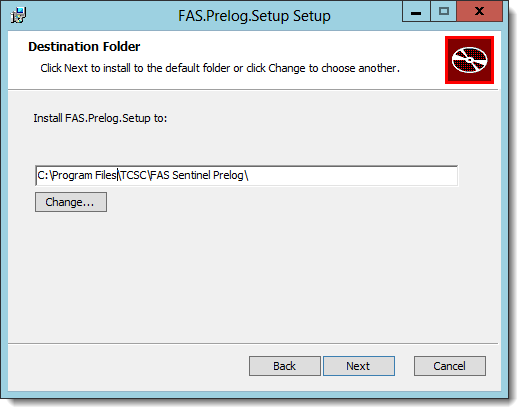 FAS.Prelog.Setup Setup
Destination Folder
Click Next to install to the default folder or click Change to choose another.
Install FAS.Prelog.Setup to:
C:\Program Files\TCSC\FAS Sentinel Prelog\
Change...
Back Next Cancel